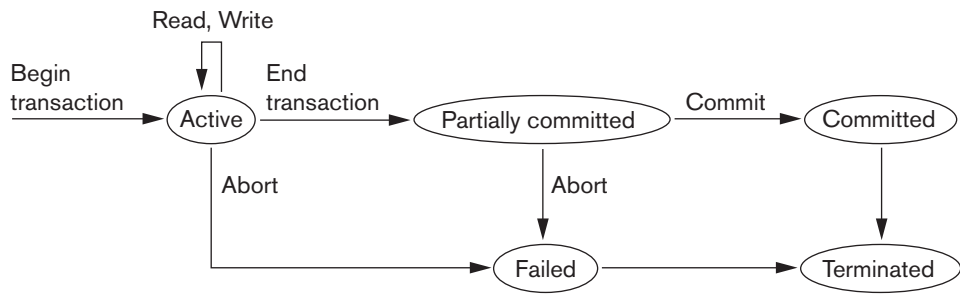 Read, Write
Begin
transaction
End
transaction
Active
Partially committed
Commit
Committed
Abort
Abort
Failed
Terminated